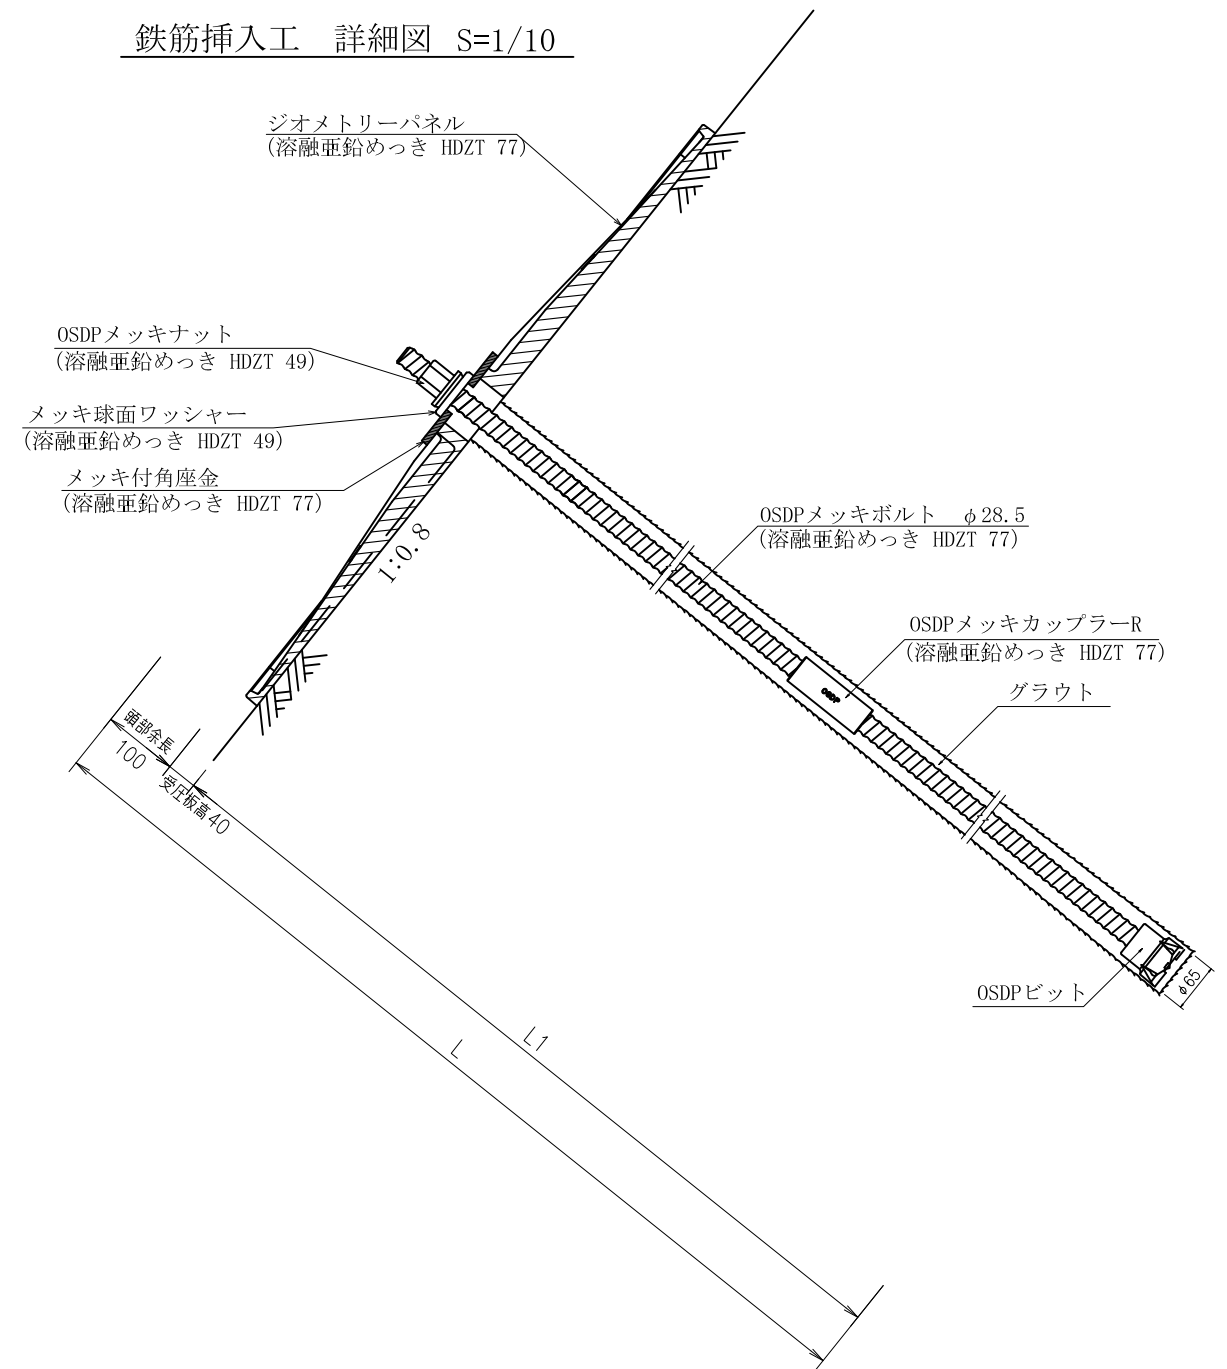 鉄筋挿入工　詳細図　S=1/10
ジオメトリーパネル
(溶融亜鉛めっき HDZT 77)
OSDPメッキナット
(溶融亜鉛めっき HDZT 49)
メッキ球面ワッシャー
(溶融亜鉛めっき HDZT 49)
メッキ付角座金
(溶融亜鉛めっき HDZT 77)
1:0.8
OSDPメッキボルト　φ28.5
(溶融亜鉛めっき HDZT 77)
OSDPメッキカップラーR
(溶融亜鉛めっき HDZT 77)
OSDP
グラウト
頭部余長
100
受圧板高40
OSDPビット
φ65
L1
L